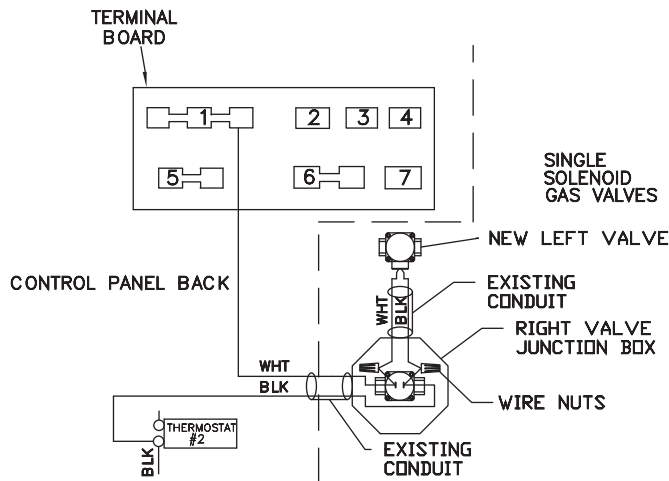 TERMINAL
BOARD
1
2
3
4
5
6
7
SINGLE
SOLENOID
GAS VALVES
NEW LEFT VALVE
CONTROL PANEL BACK
EXISTING
CONDUIT
WHT
BLK
RIGHT VALVE
JUNCTION BOX
WHT
BLK
WIRE NUTS
THERMOSTAT
#2
BLK
EXISTING
CONDUIT